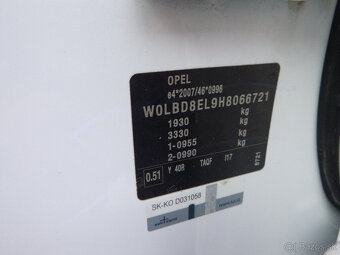 OPEL
e4*2007/46*0996
W0LBD8EL9H8066721
1930 kg
3330 kg
1-0955 kg
2-0990 kg
0.51 Y 40R TAQF I17
6721
SK-KO D031058